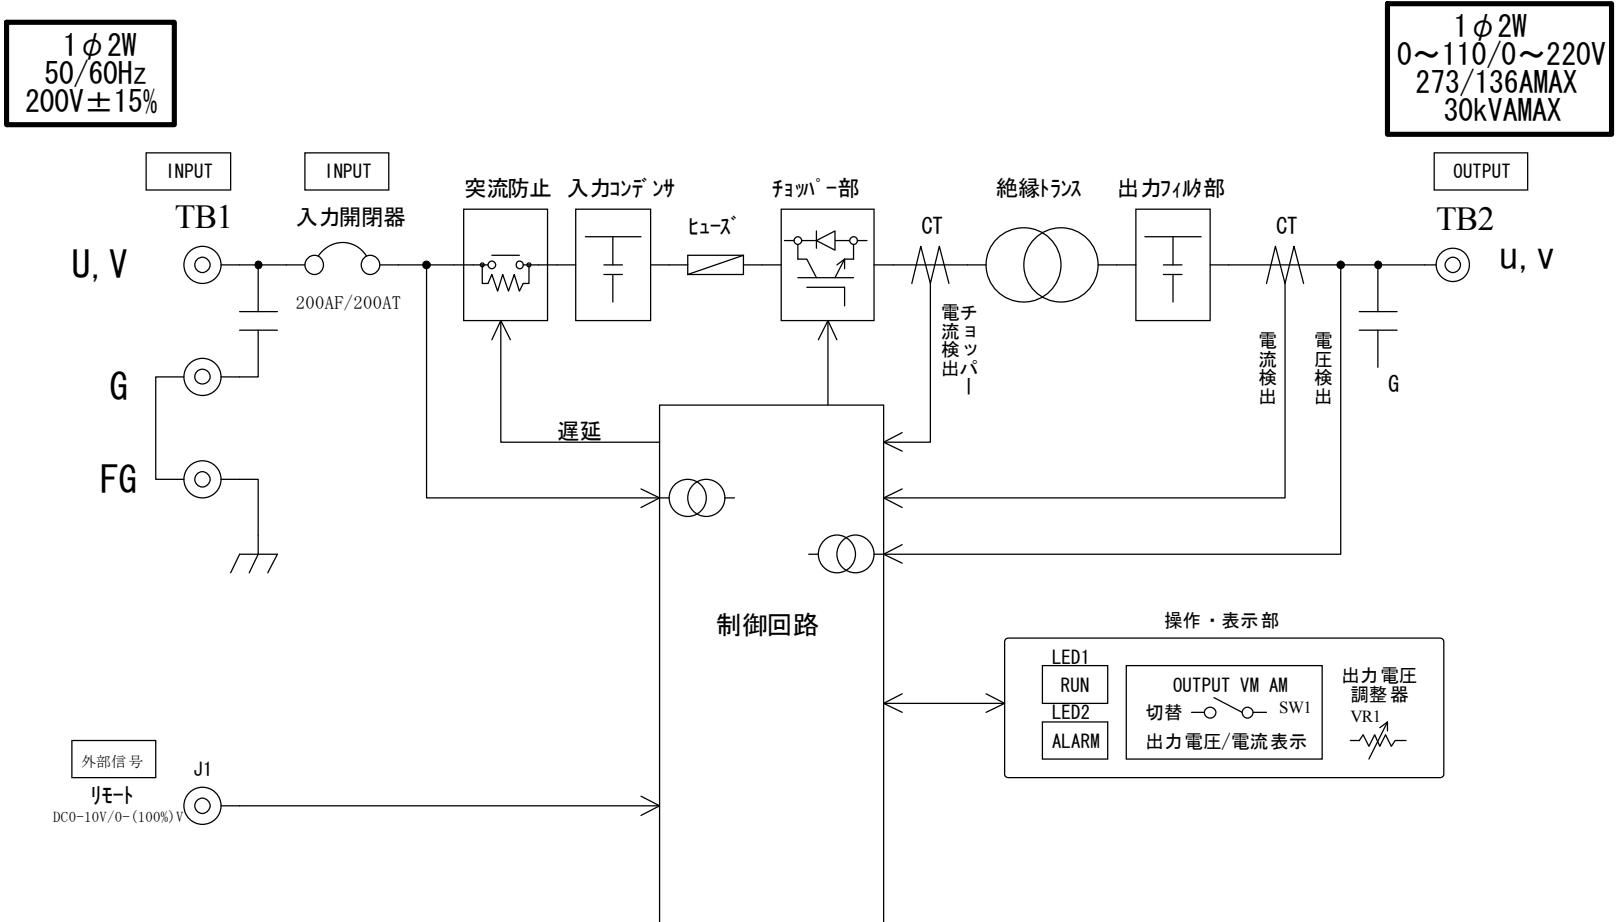 1φ2W
50/60Hz
200V±15%
1φ2W
0～110/0～220V
273/136AMAX
30kVAMAX
INPUT
INPUT
OUTPUT
TB1
入力開閉器
突流防止
入力コンデンサ
ヒューズ
チョッパー部
CT
絶縁トランス
出力フィルタ部
CT
TB2
U,V
200AF/200AT
u,v
チョッパー
電流検出
電流検出
電圧検出
G
G
遅延
FG
制御回路
操作・表示部
LED1
RUN
LED2
ALARM
OUTPUT VM AM
切替
SW1
出力電圧/電流表示
出力電圧
調整器
VR1
外部信号
J1
リモート
DC0-10V/0-(100%)V